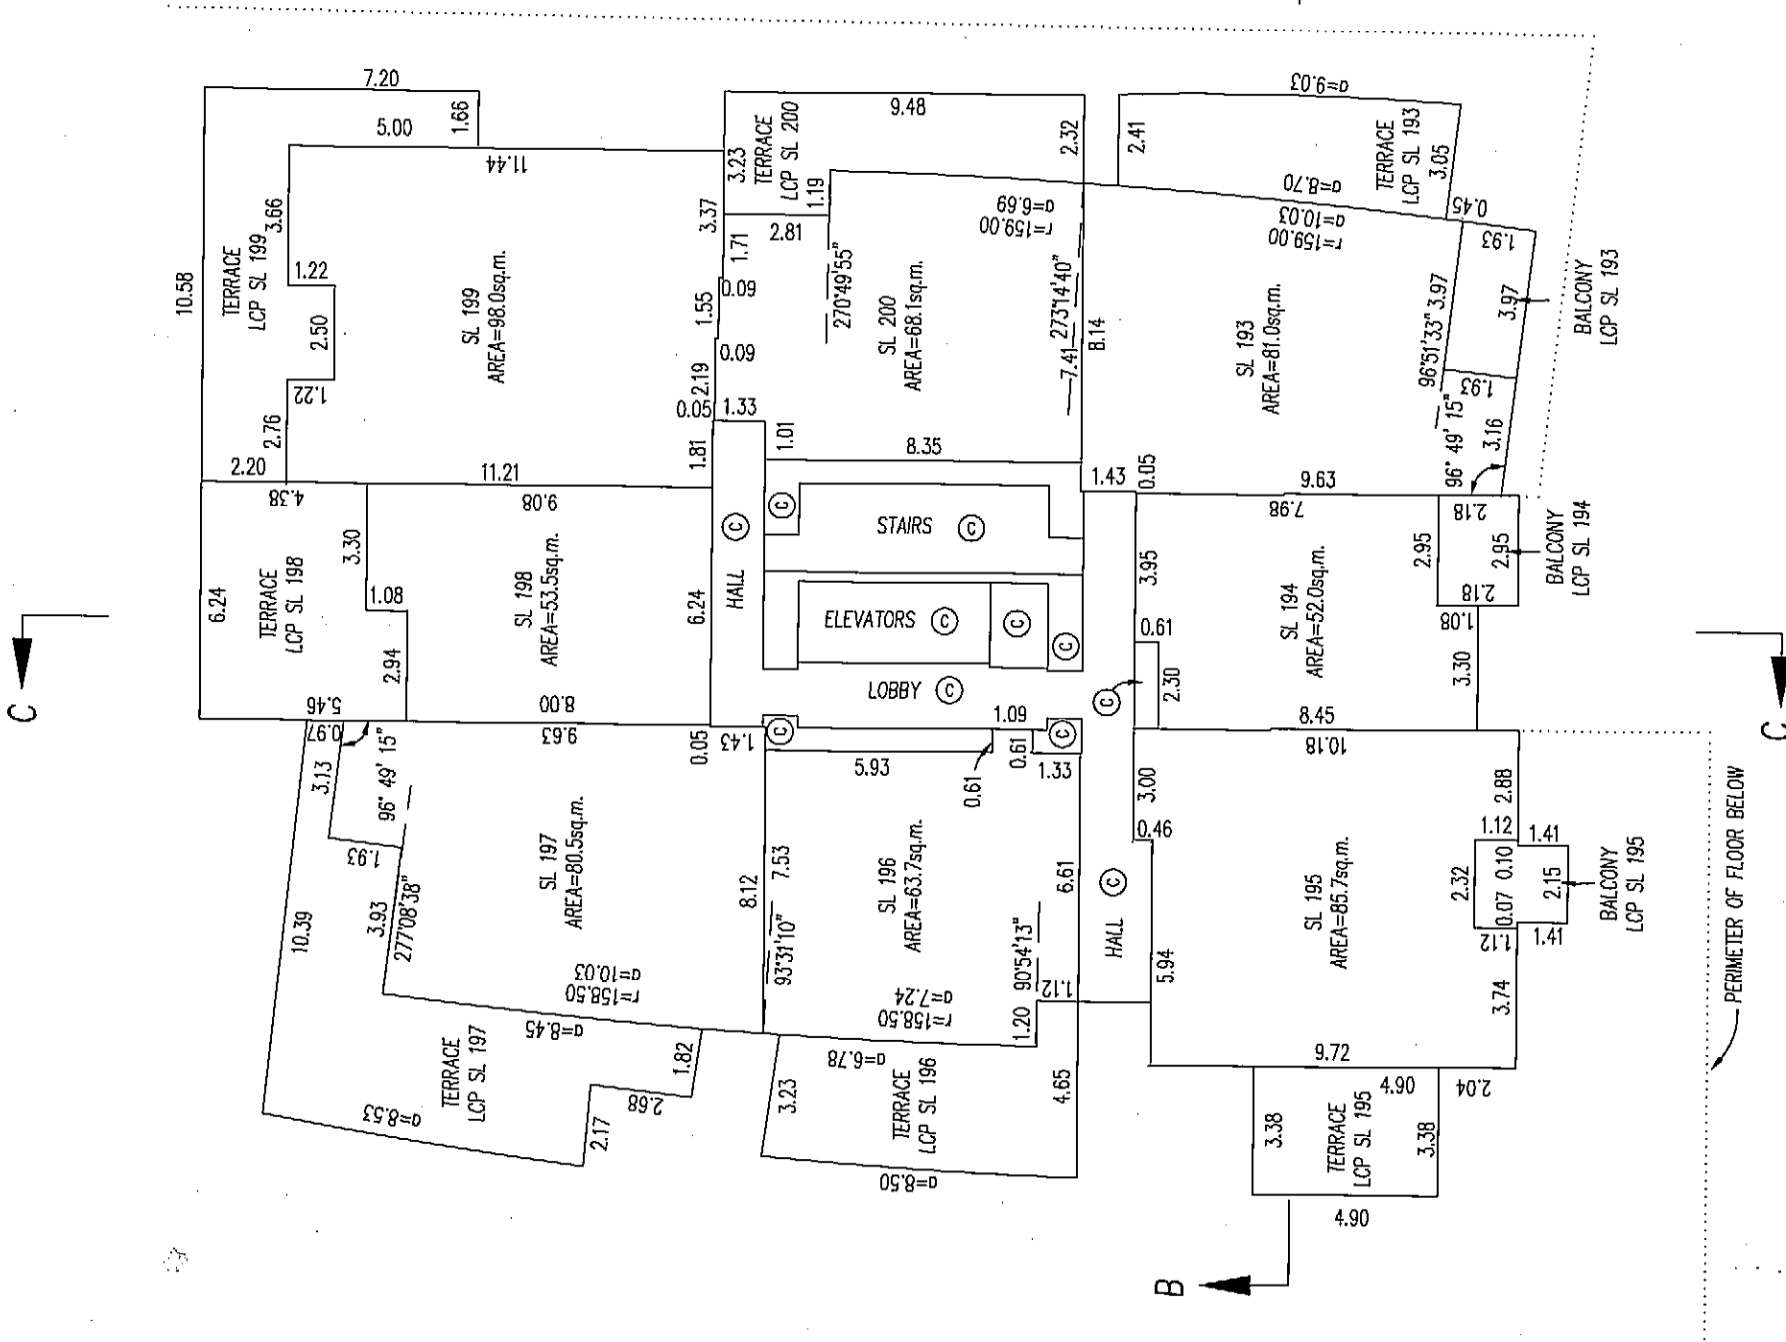 7.20
10.58
TERRACE
LCP SL 199
5.00
1.66
3.66
1.22
2.50
1.22
2.76
2.20
11.44
SL 199
AREA=98.0sq.m.
3.37
1.71
0.09
1.55
0.09
2.19
0.05
1.33
1.81
11.21
3.23
TERRACE
LCP SL 200
9.48
2.32
1.19
2.81
a=6.69
r=159.00
270°49'55"
SL 200
AREA=68.1sq.m.
7.41
273°14'40"
8.14
1.01
8.35
1.43
0.05
a=9.03
2.41
TERRACE
LCP SL 193
3.05
a=8.70
a=10.03
r=159.00
0.45
1.93
3.97
3.97
96°51'33"
1.93
96° 49' 15"
3.16
SL 193
AREA=81.0sq.m.
BALCONY
LCP SL 193
9.63
7.98
2.18
2.95
2.95
2.18
1.08
BALCONY
LCP SL 194
4.38
6.24
TERRACE
LCP SL 198
3.30
1.08
2.94
5.46
9.08
SL 198
AREA=53.5sq.m.
6.24
8.00
HALL
C
C
STAIRS
C
ELEVATORS
C
C
C
LOBBY
C
C
C
C
3.95
0.61
2.30
SL 194
AREA=52.0sq.m.
3.30
8.45
10.18
C
C
0.97
3.13
96° 49' 15"
1.93
3.93
277°08'38"
10.39
9.63
0.05
1.43
SL 197
AREA=80.5sq.m.
8.12
r=158.50
a=10.03
a=8.45
TERRACE
LCP SL 197
1.82
2.68
2.17
a=8.53
1.09
0.61
0.61
1.33
5.93
7.53
93°31'10"
SL 196
AREA=63.7sq.m.
6.61
90°54'13"
1.12
1.20
r=158.50
a=7.24
a=6.78
3.23
TERRACE
LCP SL 196
4.65
a=8.50
HALL
C
3.00
0.46
5.94
SL 195
AREA=85.7sq.m.
2.88
1.12
1.41
2.32
0.10
0.07
2.15
1.12
1.41
3.74
BALCONY
LCP SL 195
9.72
4.90
2.04
3.38
TERRACE
LCP SL 195
3.38
4.90
B
PERIMETER OF FLOOR BELOW